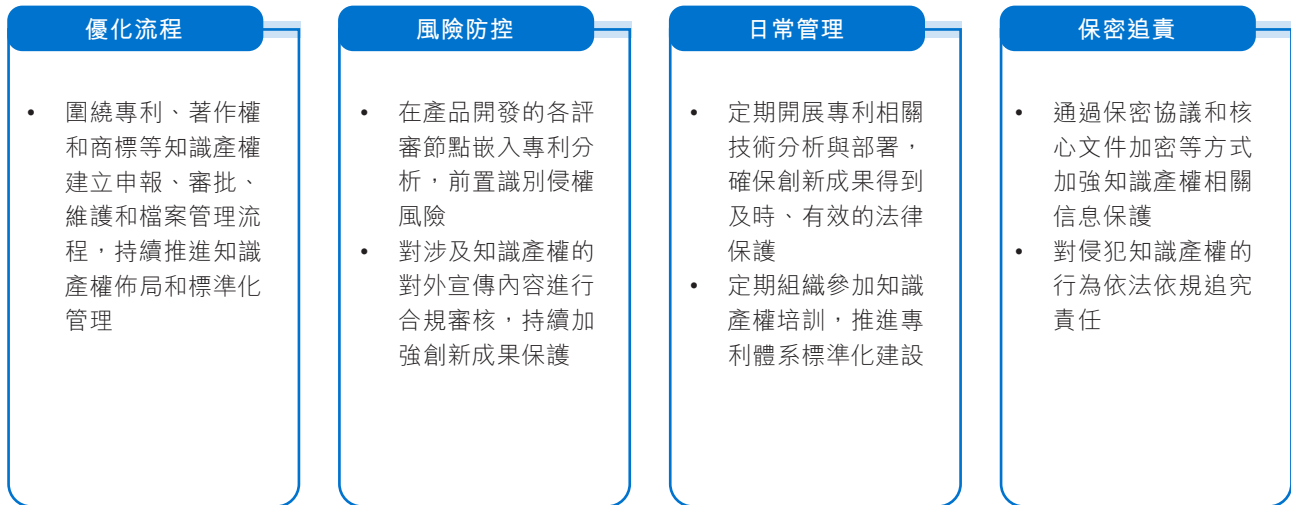 優化流程
• 圍繞專利、著作權
和商標等知識產權
建立申報、審批、
維護和檔案管理流
程，持續推進知識
產權佈局和標準化
管理
風險防控
• 在產品開發的各評
審節點嵌入專利分
析，前置識別侵權
風險
• 對涉及知識產權的
對外宣傳內容進行
合規審核，持續加
強創新成果保護
日常管理
• 定期開展專利相關
技術分析與部署，
確保創新成果得到
及時、有效的法律
保護
• 定期組織參加知識
產權培訓，推進專
利體系標準化建設
保密追責
• 通過保密協議和核
心文件加密等方式
加強知識產權相關
信息保護
• 對侵犯知識產權的
行為依法依規追究
責任